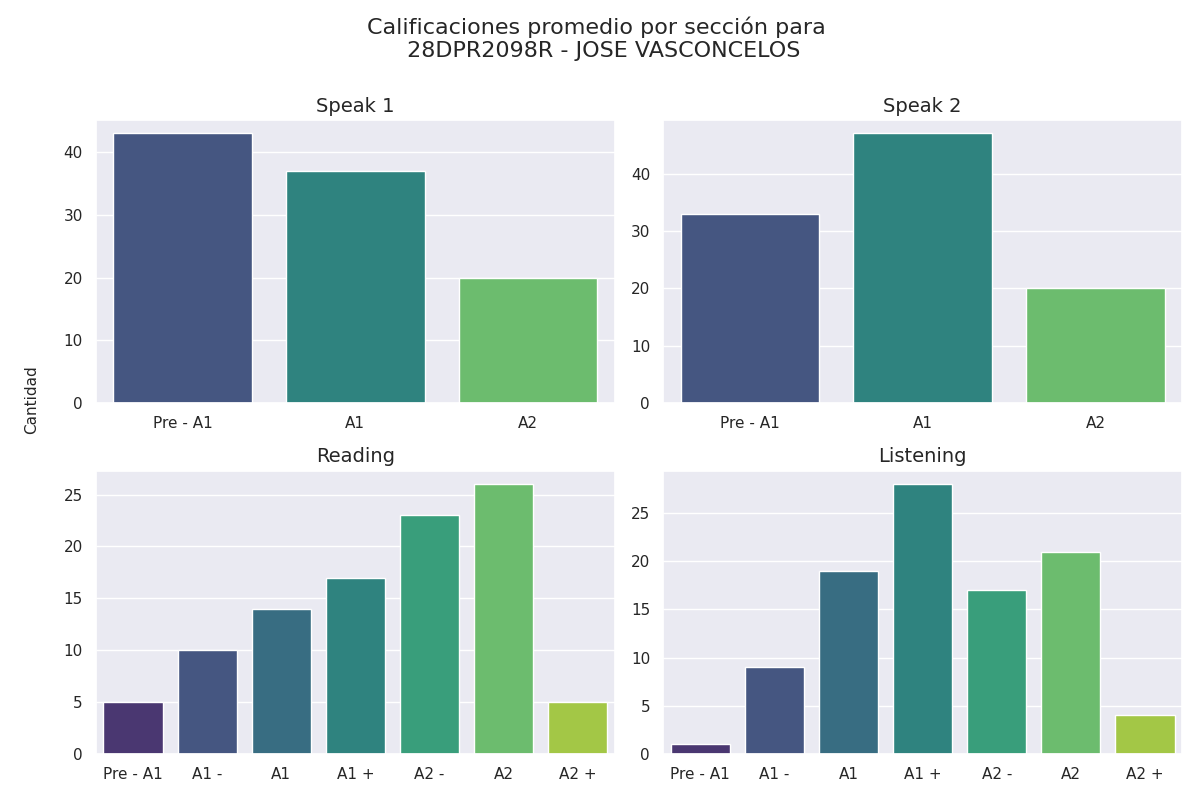 Calificaciones promedio por sección para
28DPR2098R - JOSE VASCONCELOS
Speak 1
40
30
20
10
0
Pre - A1 A1 A2
Speak 2
40
30
20
10
0
Pre - A1 A1 A2
Cantidad
Reading
25
20
15
10
5
0
Pre - A1 A1 - A1 A1 + A2 - A2 A2 +
Listening
25
20
15
10
5
0
Pre - A1 A1 - A1 A1 + A2 - A2 A2 +